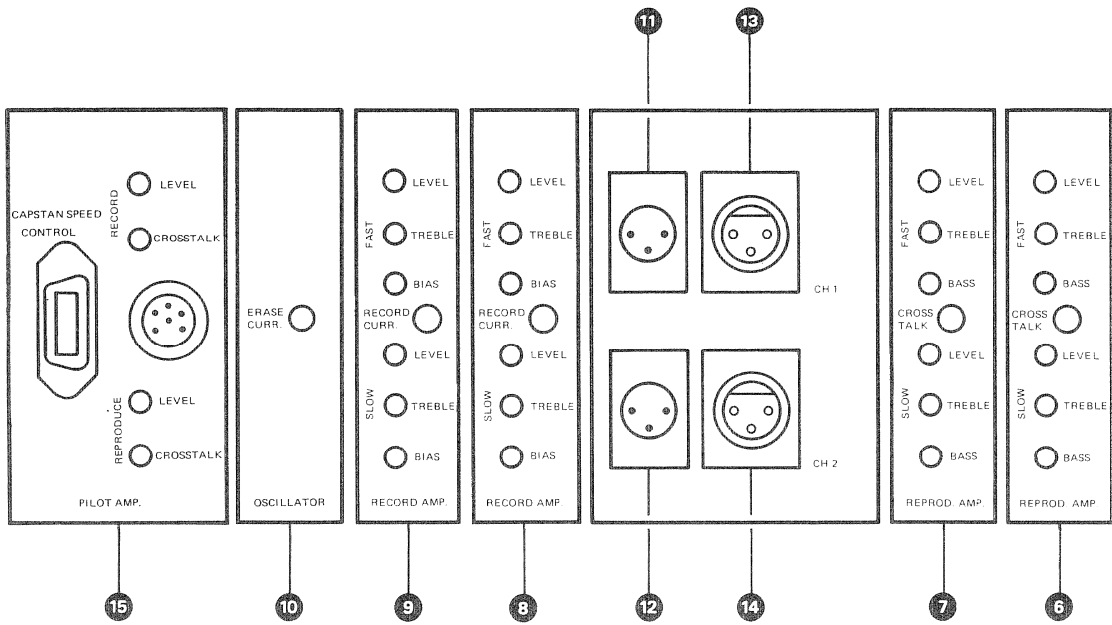 11
13
CAPSTAN SPEED
CONTROL
RECORD
LEVEL
CROSSTALK
REPRODUCE
LEVEL
CROSSTALK
PILOT AMP.
ERASE
CURR.
OSCILLATOR
FAST
LEVEL
TREBLE
BIAS
RECORD
CURR.
SLOW
LEVEL
TREBLE
BIAS
RECORD AMP.
FAST
LEVEL
TREBLE
BIAS
RECORD
CURR.
SLOW
LEVEL
TREBLE
BIAS
RECORD AMP.
CH 1
CH 2
FAST
LEVEL
TREBLE
BASS
CROSS
TALK
SLOW
LEVEL
TREBLE
BASS
REPROD. AMP.
FAST
LEVEL
TREBLE
BASS
CROSS
TALK
SLOW
LEVEL
TREBLE
BASS
REPROD AMP
15
10
9
8
12
14
7
6